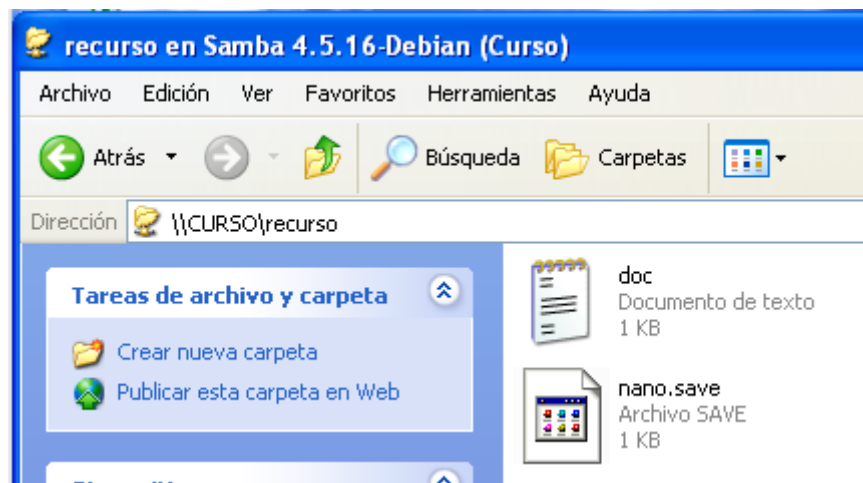 recurso en Samba 4.5.16-Debian (Curso)
Archivo Edición Ver Favoritos Herramientas Ayuda
Atrás Búsqueda Carpetas
Dirección \\CURSO\recurso
Tareas de archivo y carpeta
Crear nueva carpeta
Publicar esta carpeta en Web
doc
Documento de texto
1 KB
nano.save
Archivo SAVE
1 KB